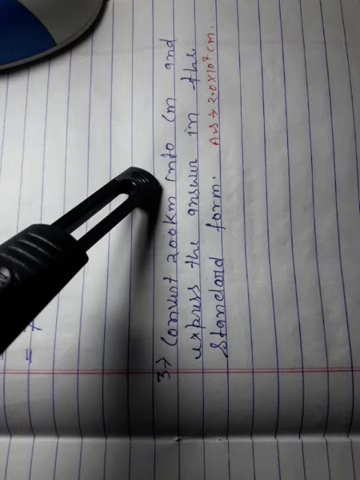 3→ Convert 200km into cm and
express the answer in the
standard form. Ans → 2.0×10⁷cm.
=